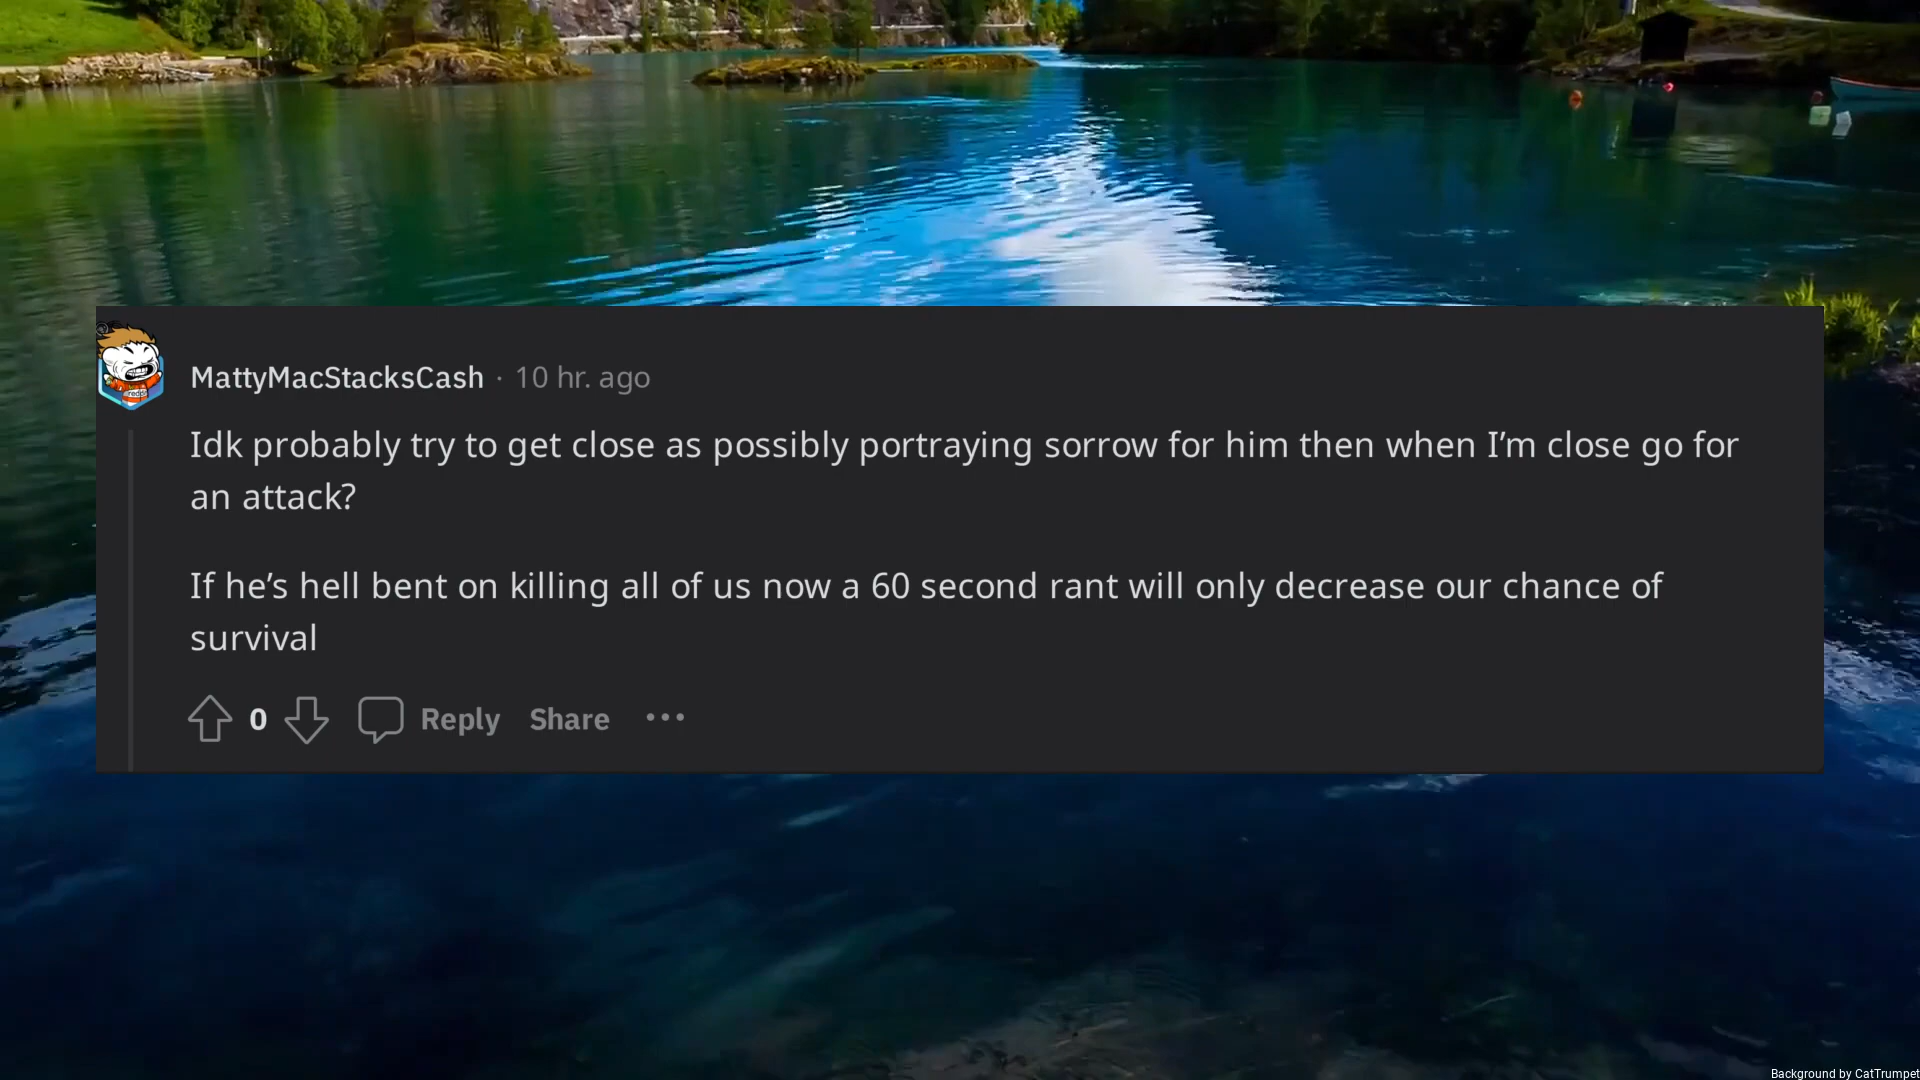 MattyMacStacksCash · 10 hr. ago
Idk probably try to get close as possibly portraying sorrow for him then when I’m close go for
an attack?
If he’s hell bent on killing all of us now a 60 second rant will only decrease our chance of
survival
0 Reply Share ···
Background by CatTrumpet